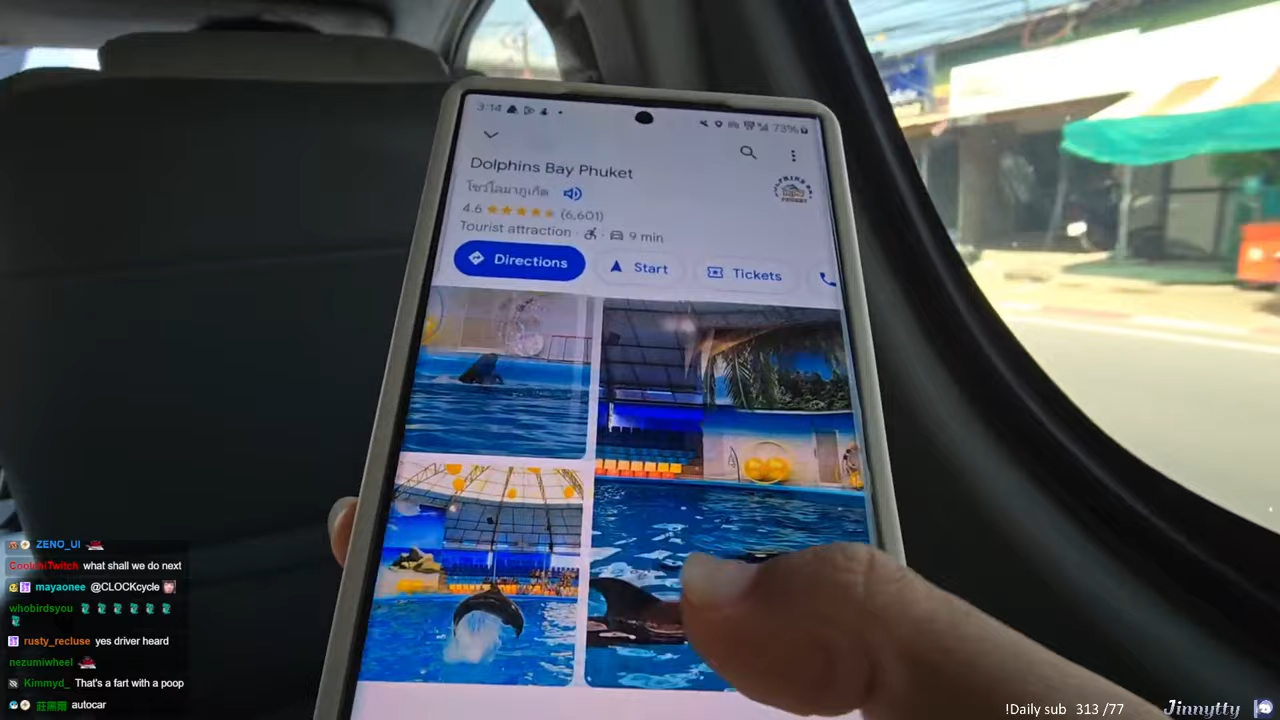 3:14
73%
Dolphins Bay Phuket
โชว์โลมาภูเก็ต
4.6 (6,601)
Tourist attraction · 9 min
Directions
Start
Tickets
PHUKET
ZENO_UI
CoolshiTwitch what shall we do next
mayaonee @CLOCKcycle
whobirdsyou
rusty_recluse yes driver heard
nezumiwheel
Kimmyd_ That's a fart with a poop
autocar
!Daily sub 313 /77
Jinnytty